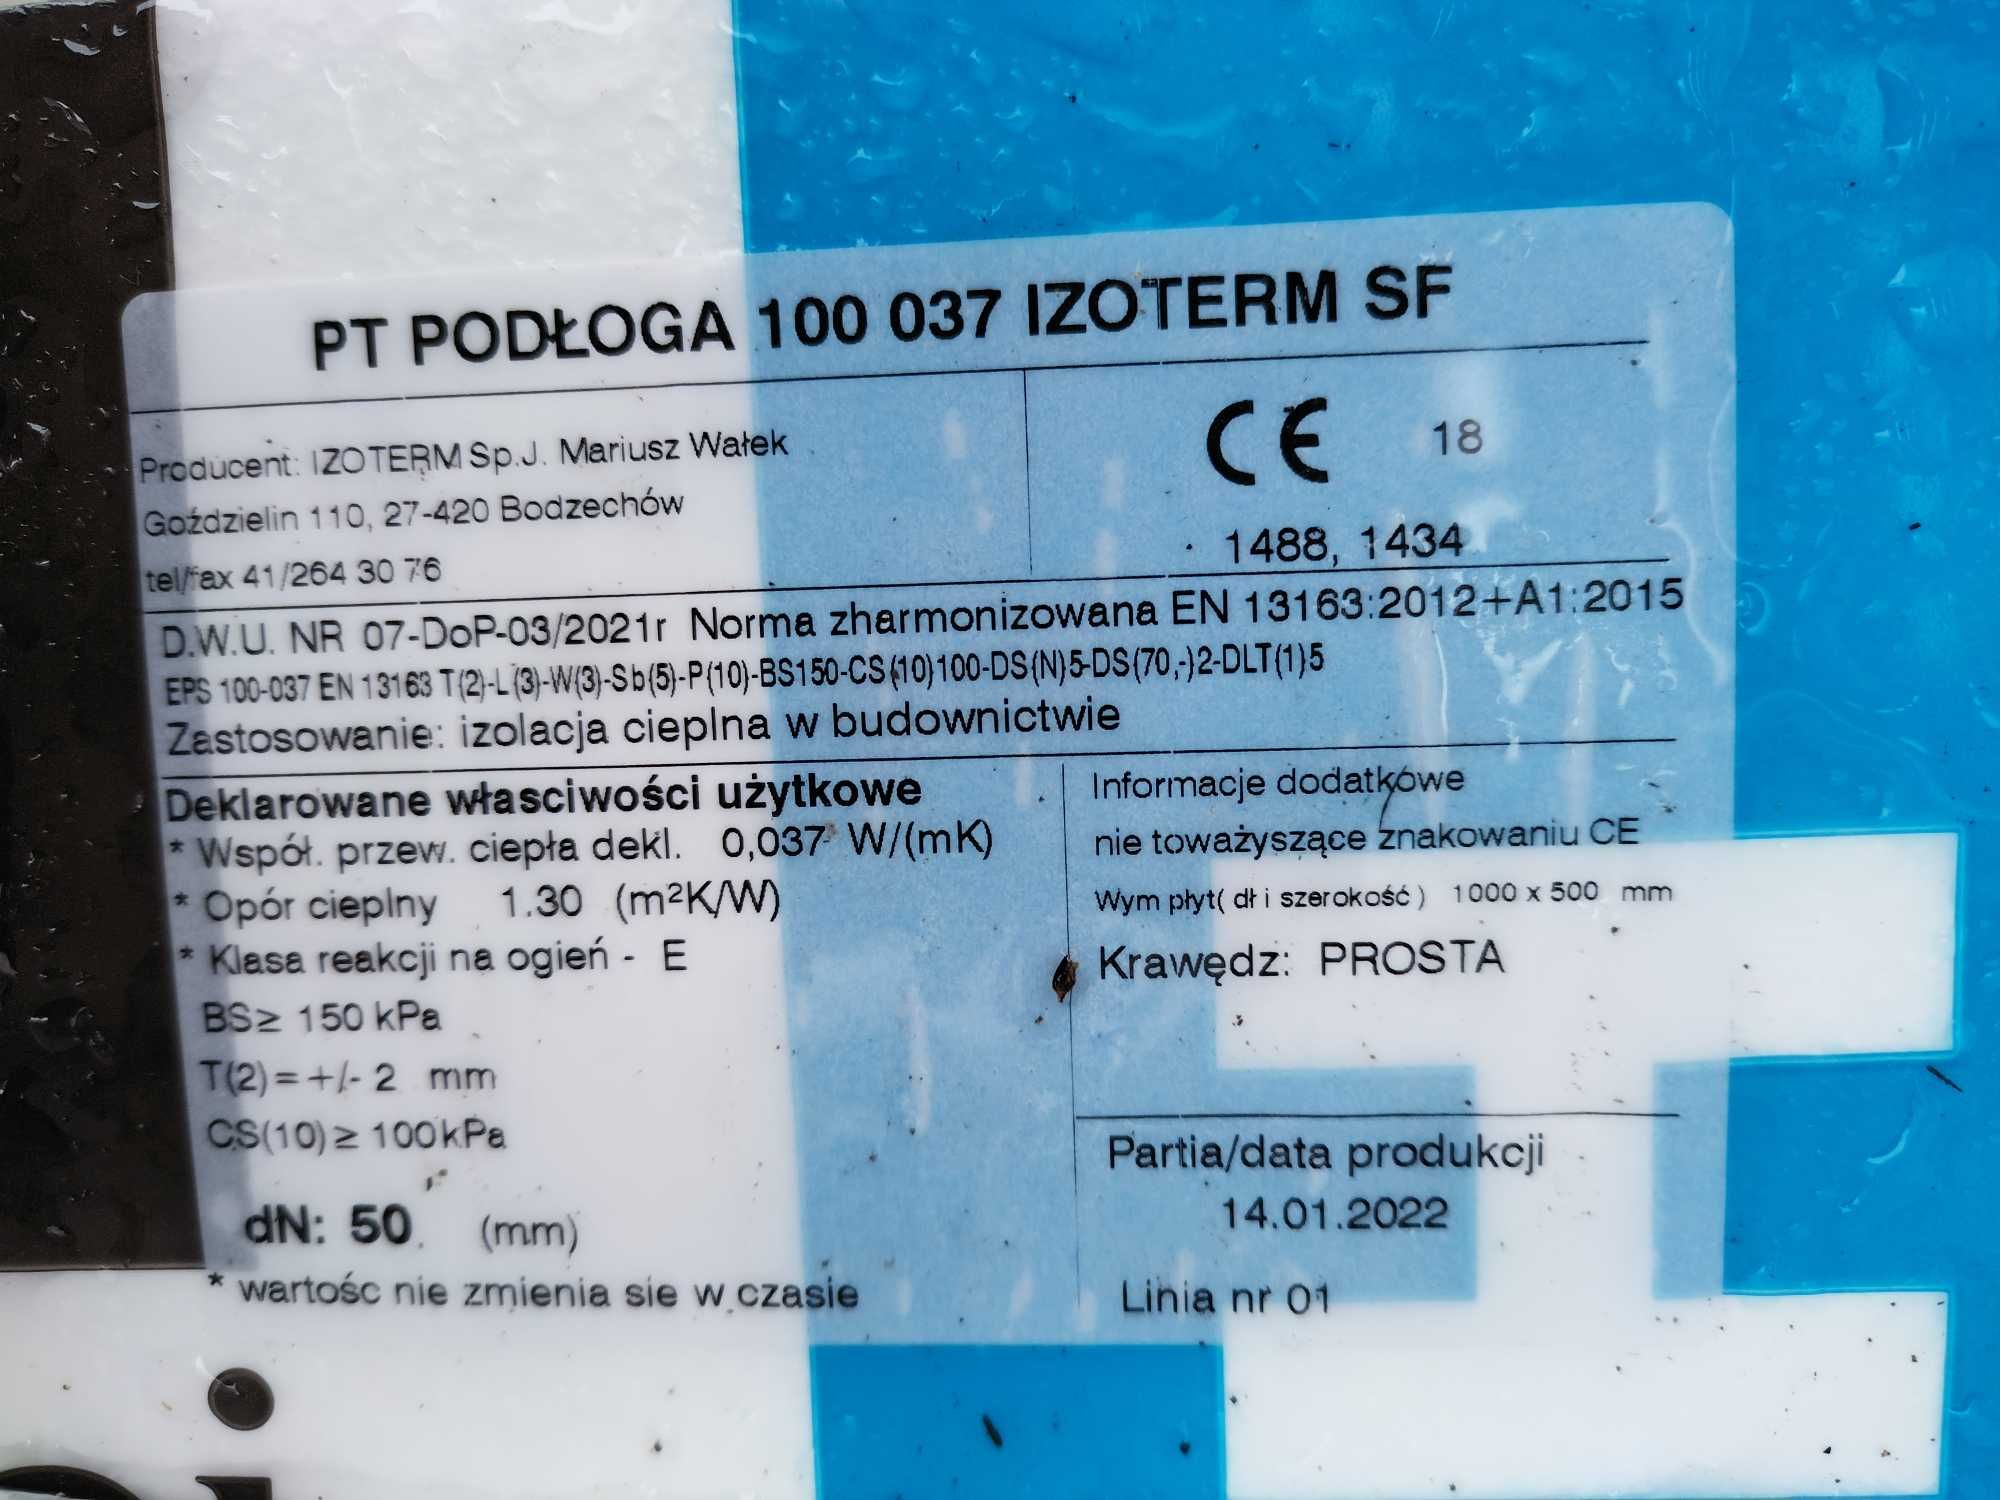 PT PODŁOGA 100 037 IZOTERM SF
Producent: IZOTERM Sp.J. Mariusz Wałek
Goździelin 110, 27-420 Bodzechów
tel/fax 41/264 30 76
CE 18
1488, 1434
D.W.U. NR 07-DoP-03/2021r Norma zharmonizowana EN 13163:2012+A1:2015
EPS 100-037 EN 13163 T(2)-L(3)-W(3)-Sb(5)-P(10)-BS150-CS(10)100-DS(N)5-DS(70,-)2-DLT(1)5
Zastosowanie: izolacja cieplna w budownictwie
Deklarowane własciwości użytkowe
* Współ. przew. ciepła dekl. 0,037 W/(mK)
* Opór cieplny 1.30 (m2K/W)
* Klasa reakcji na ogień - E
BS≥ 150 kPa
T(2)=+/- 2 mm
CS(10)≥ 100kPa
dN: 50 (mm)
* wartośc nie zmienia sie w czasie
Informacje dodatkowe
nie toważyszące znakowaniu CE
Wym płyt( dł i szerokość ) 1000 x 500 mm
Krawędz: PROSTA
Partia/data produkcji
14.01.2022
Linia nr 01